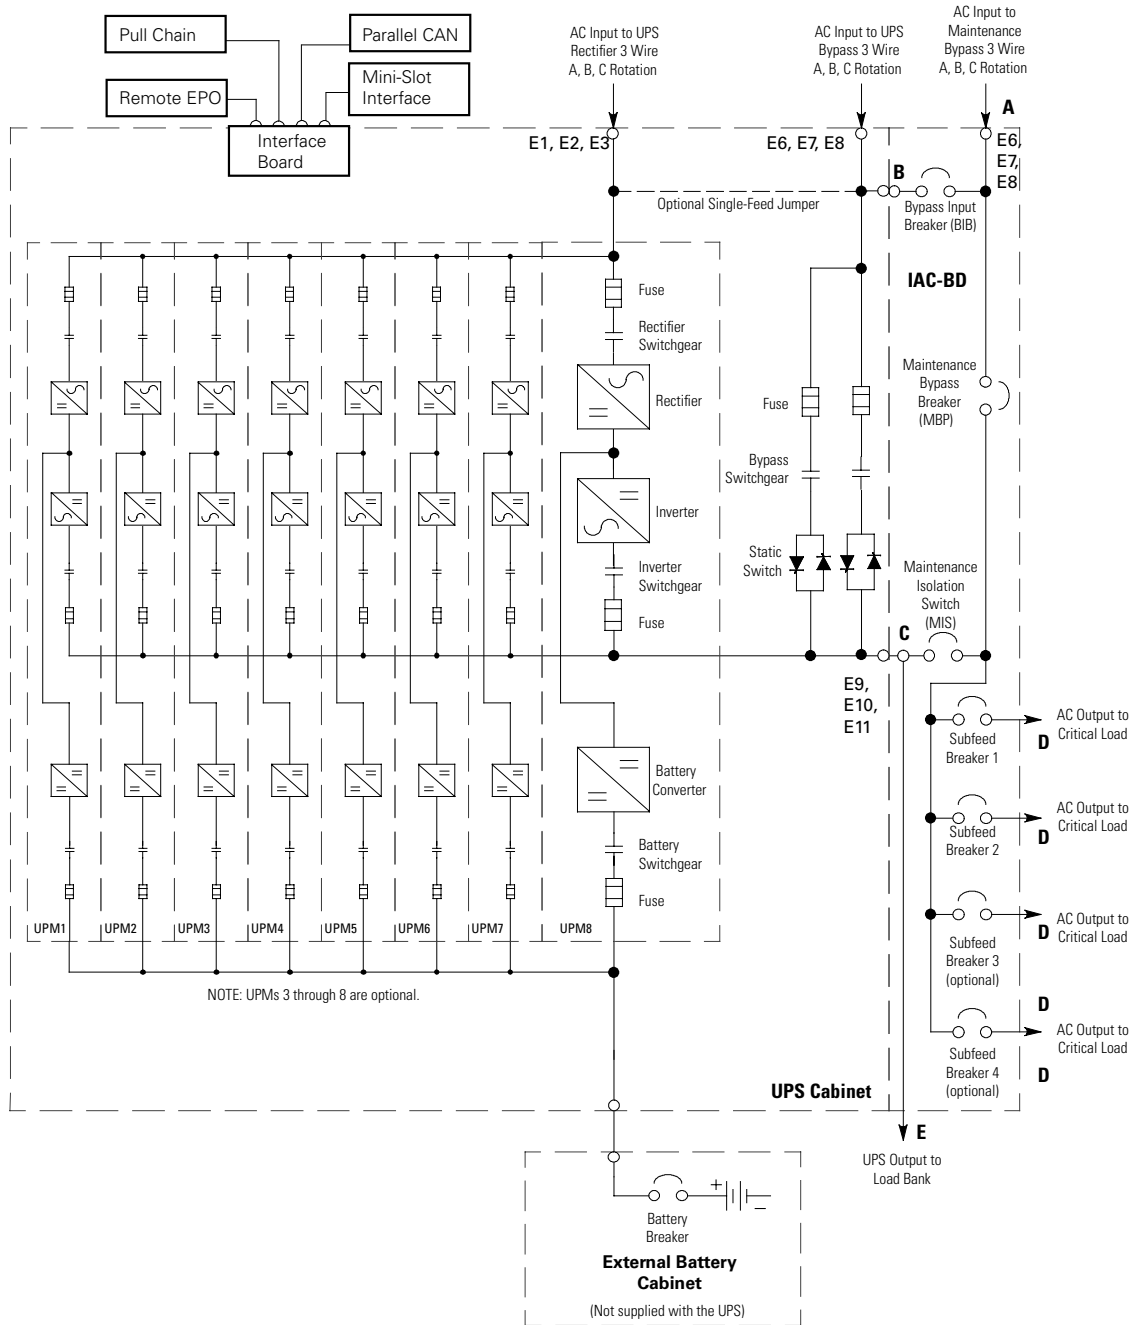 Pull Chain
Parallel CAN
Remote EPO
Mini-Slot
Interface
Interface
Board
AC Input to UPS
Rectifier 3 Wire
A, B, C Rotation
AC Input to UPS
Bypass 3 Wire
A, B, C Rotation
AC Input to
Maintenance
Bypass 3 Wire
A, B, C Rotation
A
E1, E2, E3
E6, E7, E8
E6,
E7,
E8
B
Optional Single-Feed Jumper
Bypass Input
Breaker (BIB)
IAC-BD
Fuse
Rectifier
Switchgear
Rectifier
Fuse
Maintenance
Bypass
Breaker
(MBP)
Bypass
Switchgear
Inverter
Static
Switch
Inverter
Switchgear
Fuse
Maintenance
Isolation
Switch
(MIS)
C
E9,
E10,
E11
Subfeed
Breaker 1
D
AC Output to
Critical Load
Battery
Converter
Subfeed
Breaker 2
D
AC Output to
Critical Load
Battery
Switchgear
Fuse
Subfeed
Breaker 3
(optional)
D
AC Output to
Critical Load
UPM1
UPM2
UPM3
UPM4
UPM5
UPM6
UPM7
UPM8
NOTE: UPMs 3 through 8 are optional.
D
AC Output to
Critical Load
Subfeed
Breaker 4
(optional)
D
UPS Cabinet
E
UPS Output to
Load Bank
+
–
Battery
Breaker
External Battery
Cabinet
(Not supplied with the UPS)